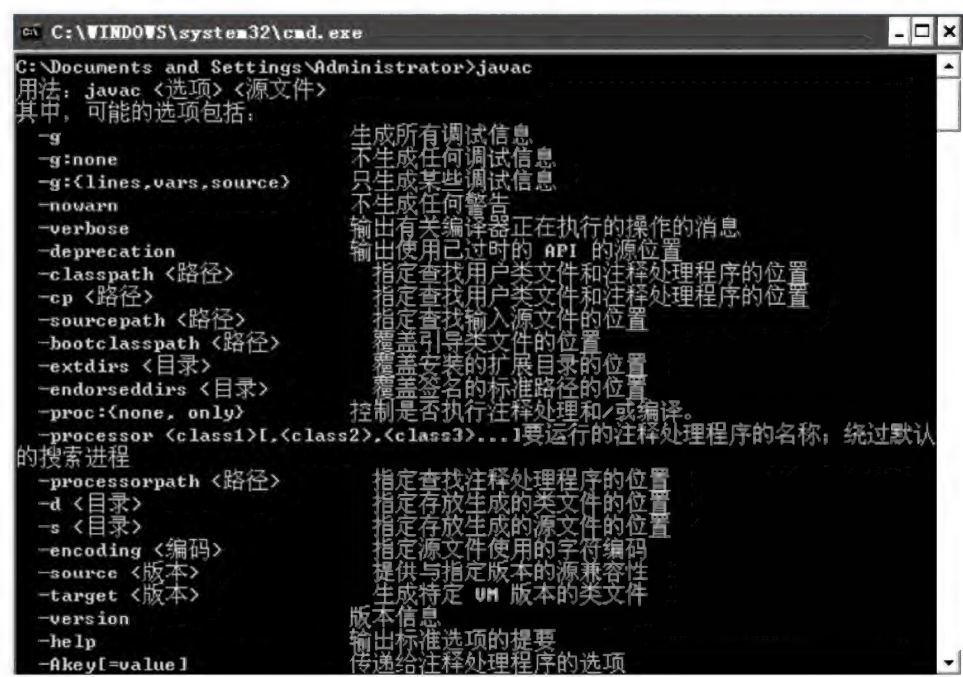 C:\WINDOWS\system32\cmd.exe
C:\Documents and Settings\Administrator>javac
用法: javac <选项> <源文件>
其中, 可能的选项包括:
-g 生成所有调试信息
-g:none 不生成任何调试信息
-g:{lines,vars,source} 只生成某些调试信息
-nowarn 不生成任何警告
-verbose 输出有关编译器正在执行的操作的消息
-deprecation 输出使用已过时的 API 的源位置
-classpath <路径> 指定查找用户类文件和注释处理程序的位置
-cp <路径> 指定查找用户类文件和注释处理程序的位置
-sourcepath <路径> 指定查找输入源文件的位置
-bootclasspath <路径> 覆盖引导类文件的位置
-extdirs <目录> 覆盖安装的扩展目录的位置
-endorseddirs <目录> 覆盖签名的标准路径的位置
-proc:{none, only} 控制是否执行注释处理和/或编译。
-processor <class1>[,<class2>,<class3>...]要运行的注释处理程序的名称; 绕过默认
的搜索进程
-processorpath <路径> 指定查找注释处理程序的位置
-d <目录> 指定存放生成的类文件的位置
-s <目录> 指定存放生成的源文件的位置
-encoding <编码> 指定源文件使用的字符编码
-source <版本> 提供与指定版本的源兼容性
-target <版本> 生成特定 VM 版本的类文件
-version 版本信息
-help 输出标准选项的提要
-Akey[=value] 传递给注释处理程序的选项